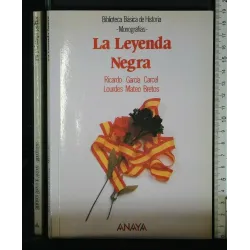 Biblioteca Básica de Historia
-Monografías-
La Leyenda
Negra
Ricardo García Cárcel
Lourdes Mateo Bretos
ANAYA